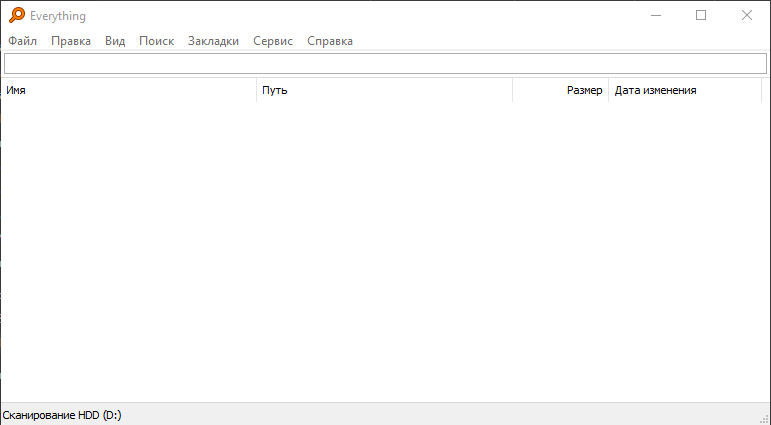 Everything
Файл Правка Вид Поиск Закладки Сервис Справка
Имя Путь Размер Дата изменения
Сканирование HDD (D:)